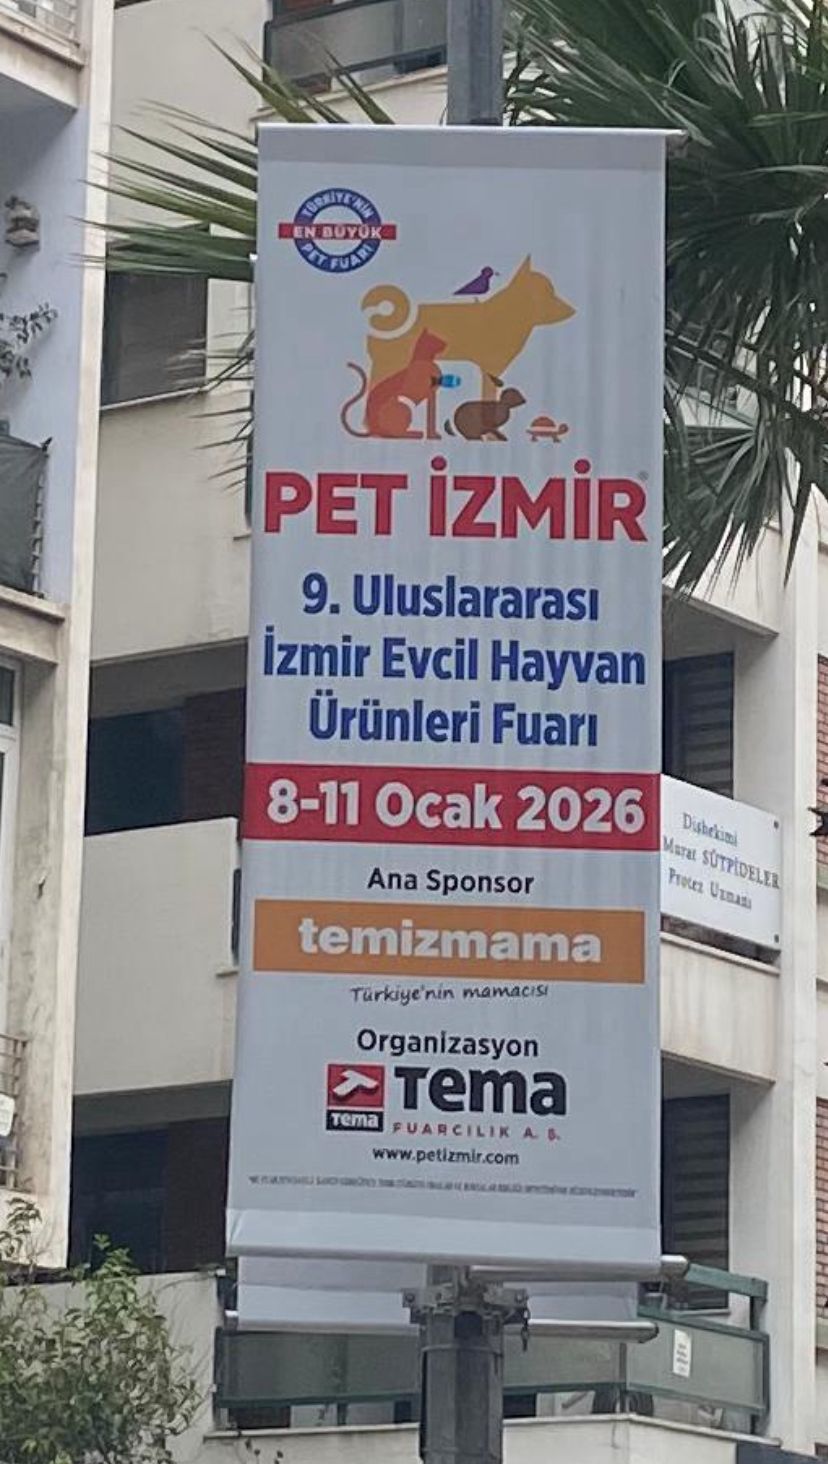 TÜRKİYE'NİN
EN BÜYÜK
PET FUARI
PET İZMİR
9. Uluslararası
İzmir Evcil Hayvan
Ürünleri Fuarı
8-11 Ocak 2026
Ana Sponsor
temizmama
Türkiye'nin mamacısı
Organizasyon
Tema
Tema
FUARCILIK A. Ş.
www.petizmir.com
Dişhekimi
Murat SÜTPİDELER
Protez Uzmanı